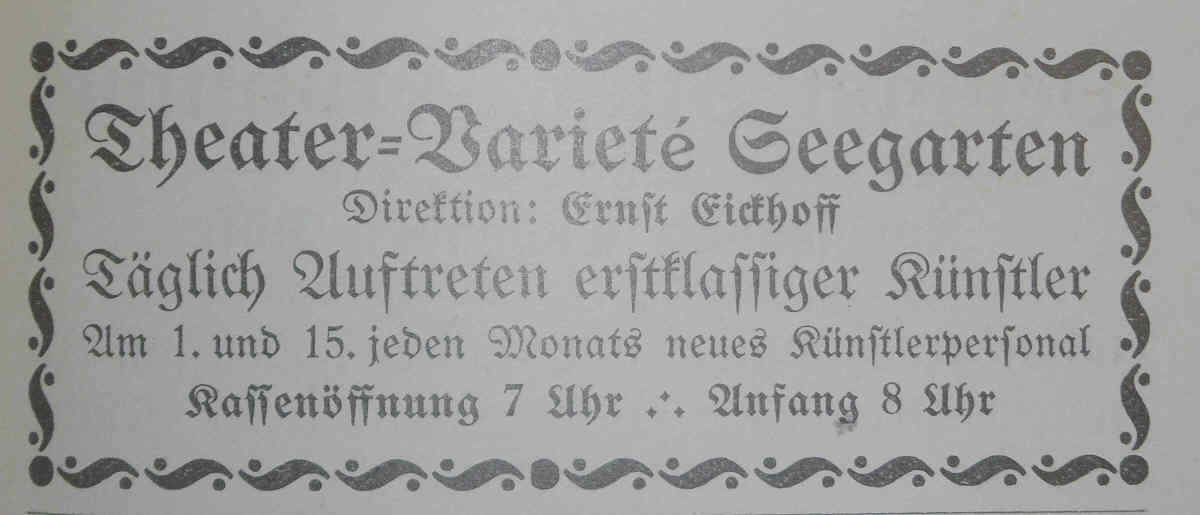 Theater=Varieté Seegarten
Direktion: Ernst Eickhoff
Täglich Auftreten erstklassiger Künstler
Am 1. und 15. jeden Monats neues Künstlerpersonal
Kassenöffnung 7 Uhr ∴ Anfang 8 Uhr